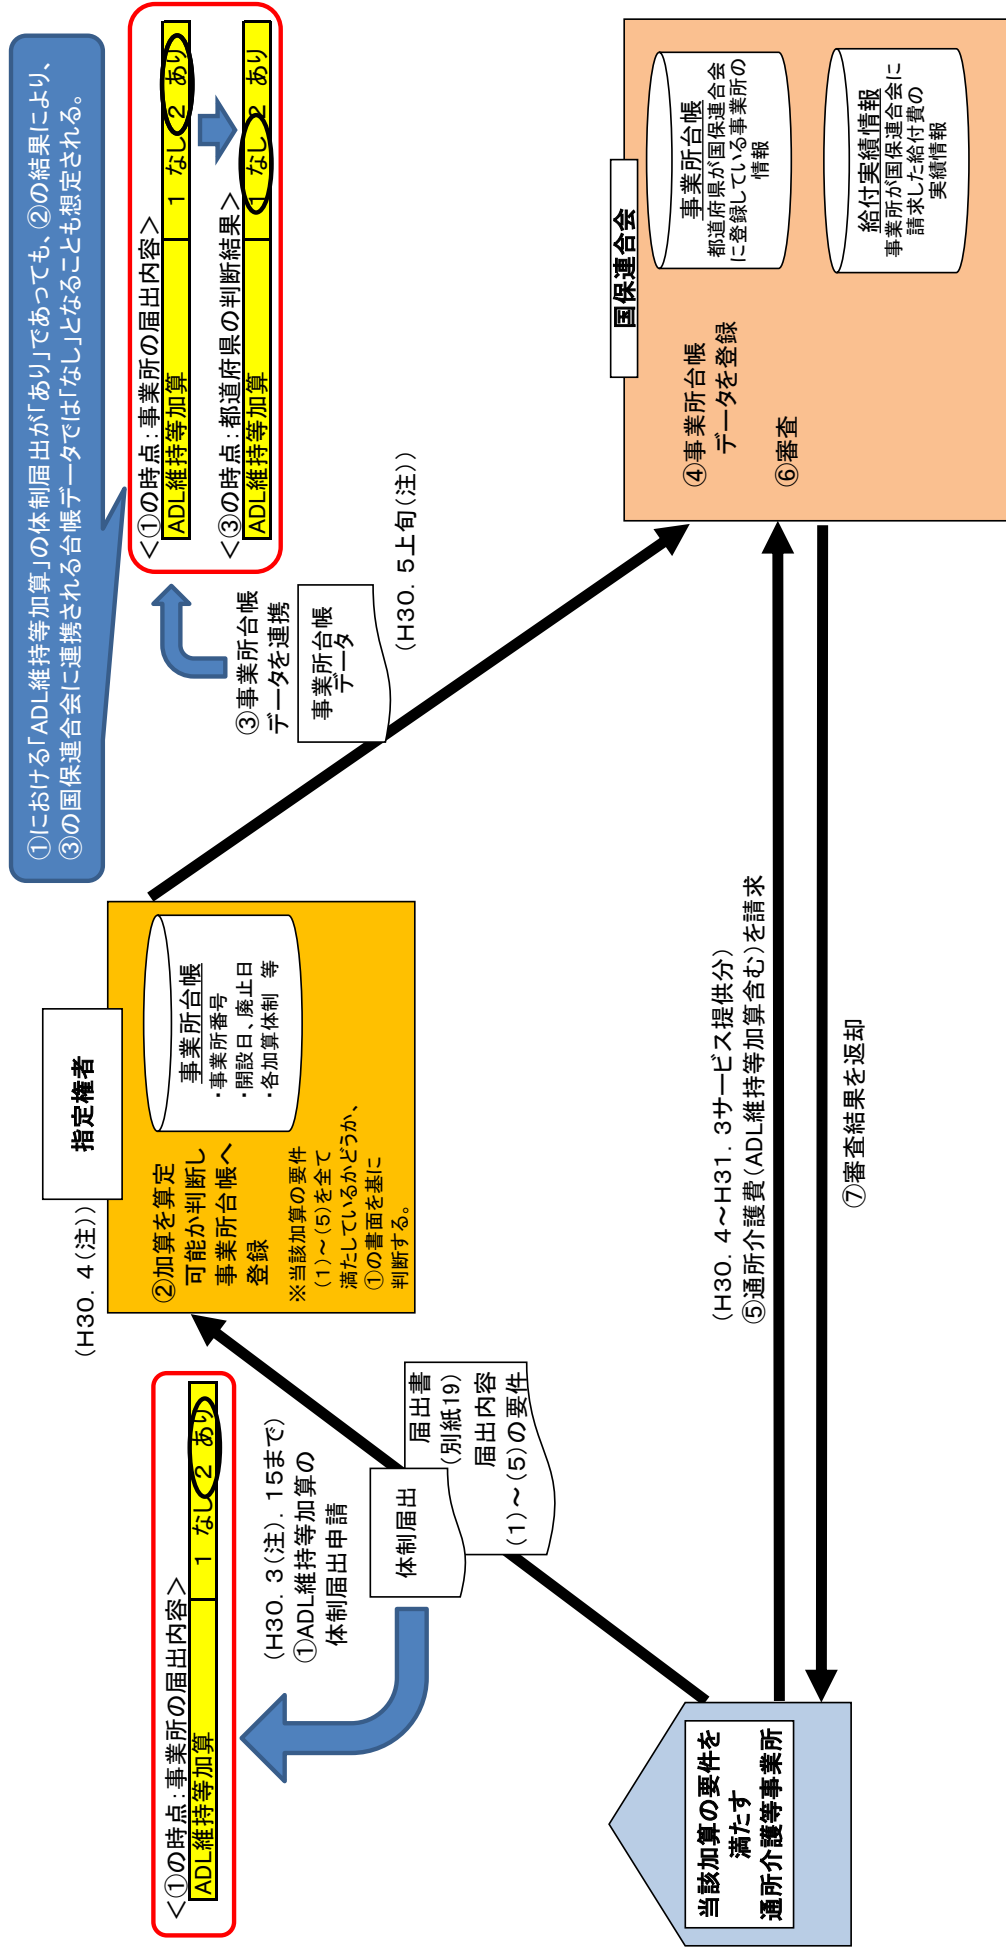 ①における「ADL維持等加算」の体制届出が「あり」であっても、②の結果により、
③の国保連合会に連携される台帳データでは「なし」となることも想定される。
＜①の時点：事業所の届出内容＞
ADL維持等加算 1 なし 2 あり
(H30．3(注)．15まで)
①ADL維持等加算の
体制届出申請
体制届出
届出書
(別紙19)
届出内容
(1)～(5)の要件
(H30．4(注))
指定権者
②加算を算定
可能か判断し
事業所台帳へ
登録
※当該加算の要件
(1)～(5)を全て
満たしているかどうか、
①の書面を基に
判断する。
事業所台帳
・事業所番号
・開設日、廃止日
・各加算体制 等
＜①の時点：事業所の届出内容＞
ADL維持等加算 1 なし 2 あり
＜③の時点：都道府県の判断結果＞
ADL維持等加算 1 なし 2 あり
③事業所台帳
データを連携
事業所台帳
データ
(H30．5上旬(注))
当該加算の要件を
満たす
通所介護等事業所
(H30．4～H31．3サービス提供分)
⑤通所介護費(ADL維持等加算含む)を請求
⑦審査結果を返却
国保連合会
④事業所台帳
データを登録
⑥審査
事業所台帳
都道府県が国保連合会
に登録している事業所の
情報
給付実績情報
事業所が国保連合会に
請求した給付費の
実績情報